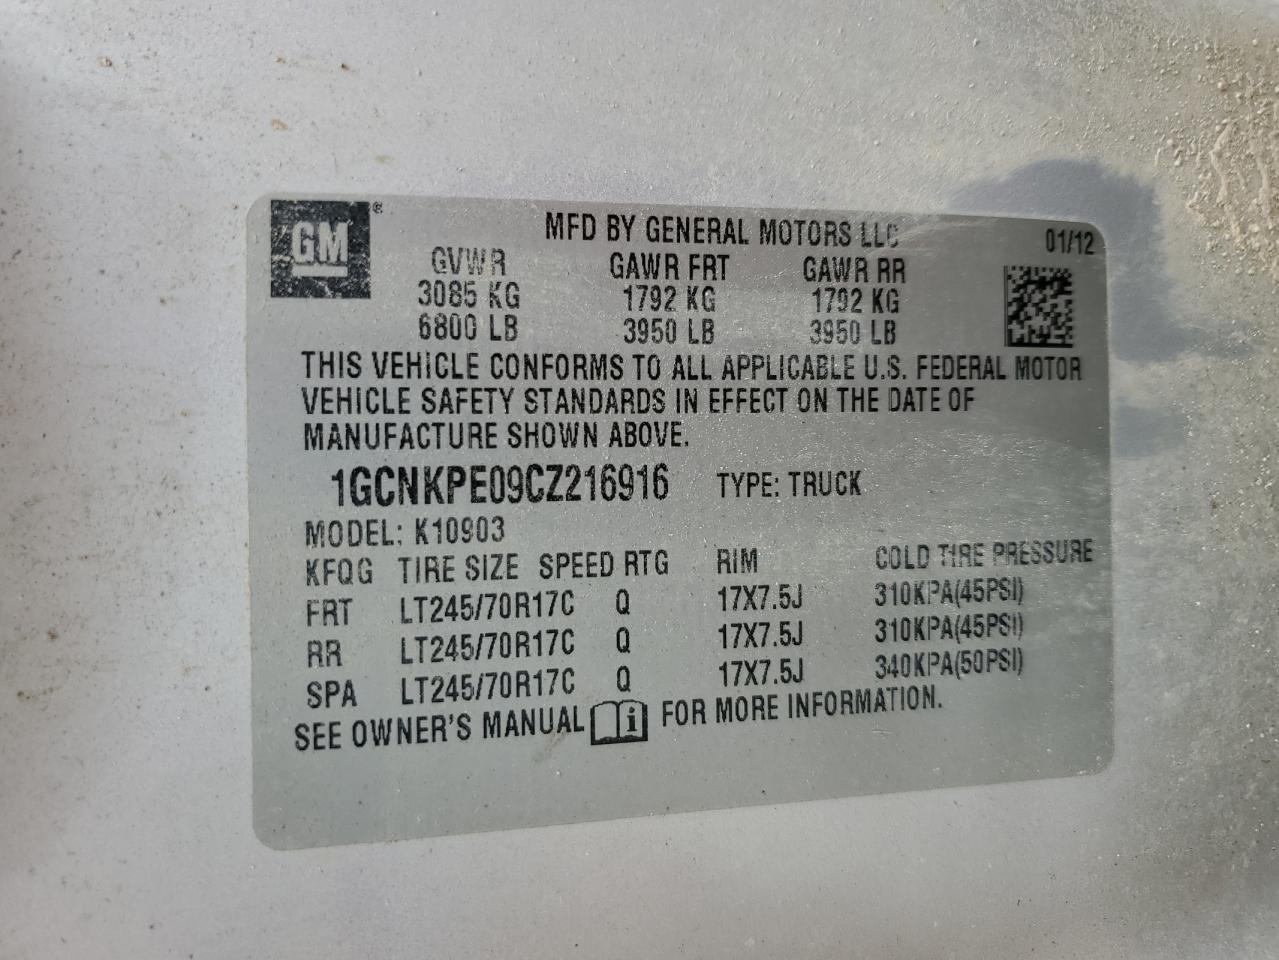 GM®
MFD BY GENERAL MOTORS LLC 01/12
GVWR GAWR FRT GAWR RR
3085 KG 1792 KG 1792 KG
6800 LB 3950 LB 3950 LB
THIS VEHICLE CONFORMS TO ALL APPLICABLE U.S. FEDERAL MOTOR
VEHICLE SAFETY STANDARDS IN EFFECT ON THE DATE OF
MANUFACTURE SHOWN ABOVE.
1GCNKPE09CZ216916 TYPE: TRUCK
MODEL: K10903
KFQG TIRE SIZE SPEED RTG RIM COLD TIRE PRESSURE
FRT LT245/70R17C Q 17X7.5J 310KPA(45PSI)
RR LT245/70R17C Q 17X7.5J 310KPA(45PSI)
SPA LT245/70R17C Q 17X7.5J 340KPA(50PSI)
SEE OWNER'S MANUAL i FOR MORE INFORMATION.